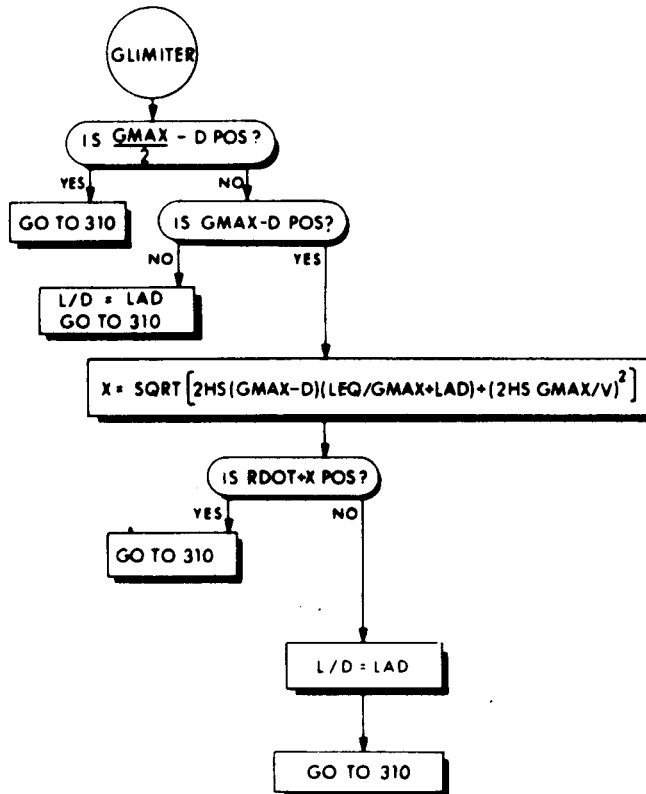 GLIMITER
IS GMAX/2 - D POS?
YES
NO
GO TO 310
IS GMAX-D POS?
NO
YES
L/D = LAD
GO TO 310
X = SQRT [2HS(GMAX-D)(LEQ/GMAX+LAD)+(2HS GMAX/V)²]
IS RDOT+X POS?
YES
NO
GO TO 310
L/D = LAD
GO TO 310